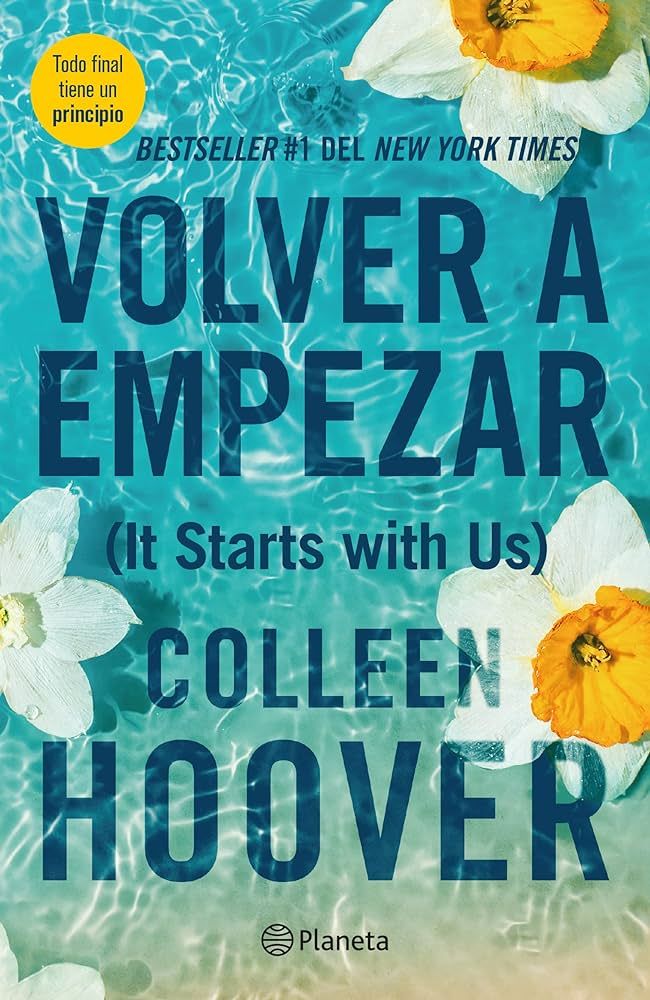 Todo final
tiene un
principio
BESTSELLER #1 DEL NEW YORK TIMES
VOLVER A
EMPEZAR
(It Starts with Us)
COLLEEN
HOOVER
Planeta